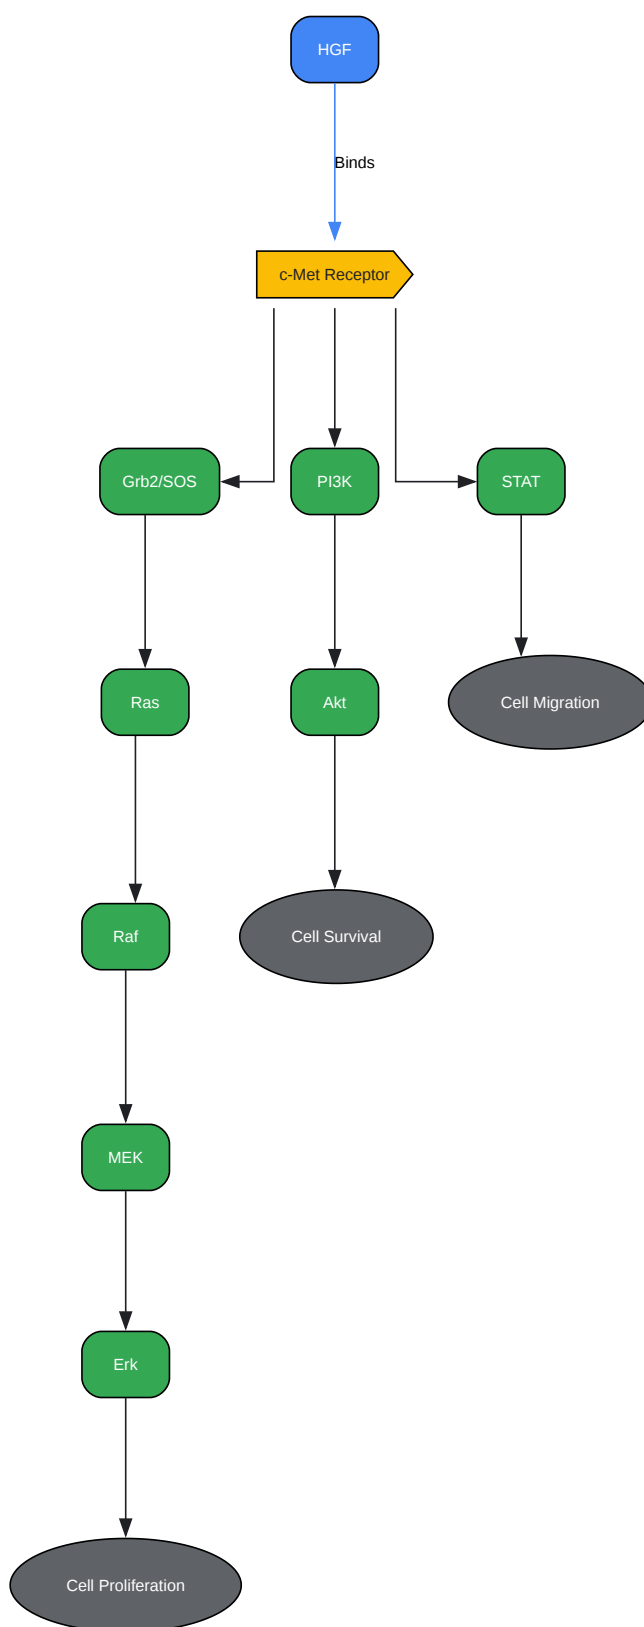 HGF
Binds
c-Met Receptor
Grb2/SOS
PI3K
STAT
Ras
Akt
Cell Migration
Raf
Cell Survival
MEK
Erk
Cell Proliferation